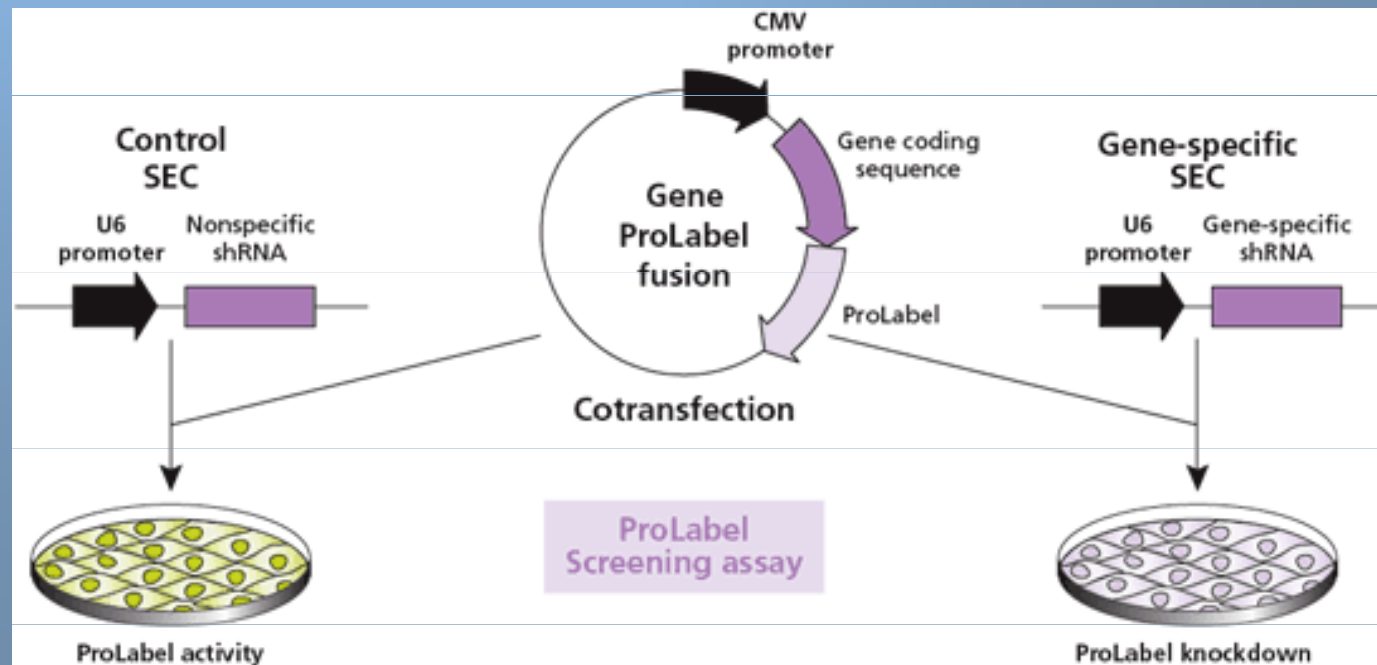 CMV
promoter
Control
SEC
U6
promoter
Nonspecific
shRNA
Gene
ProLabel
fusion
Gene coding
sequence
ProLabel
Gene-specific
SEC
U6
promoter
Gene-specific
shRNA
Cotransfection
ProLabel
Screening assay
ProLabel activity
ProLabel knockdown